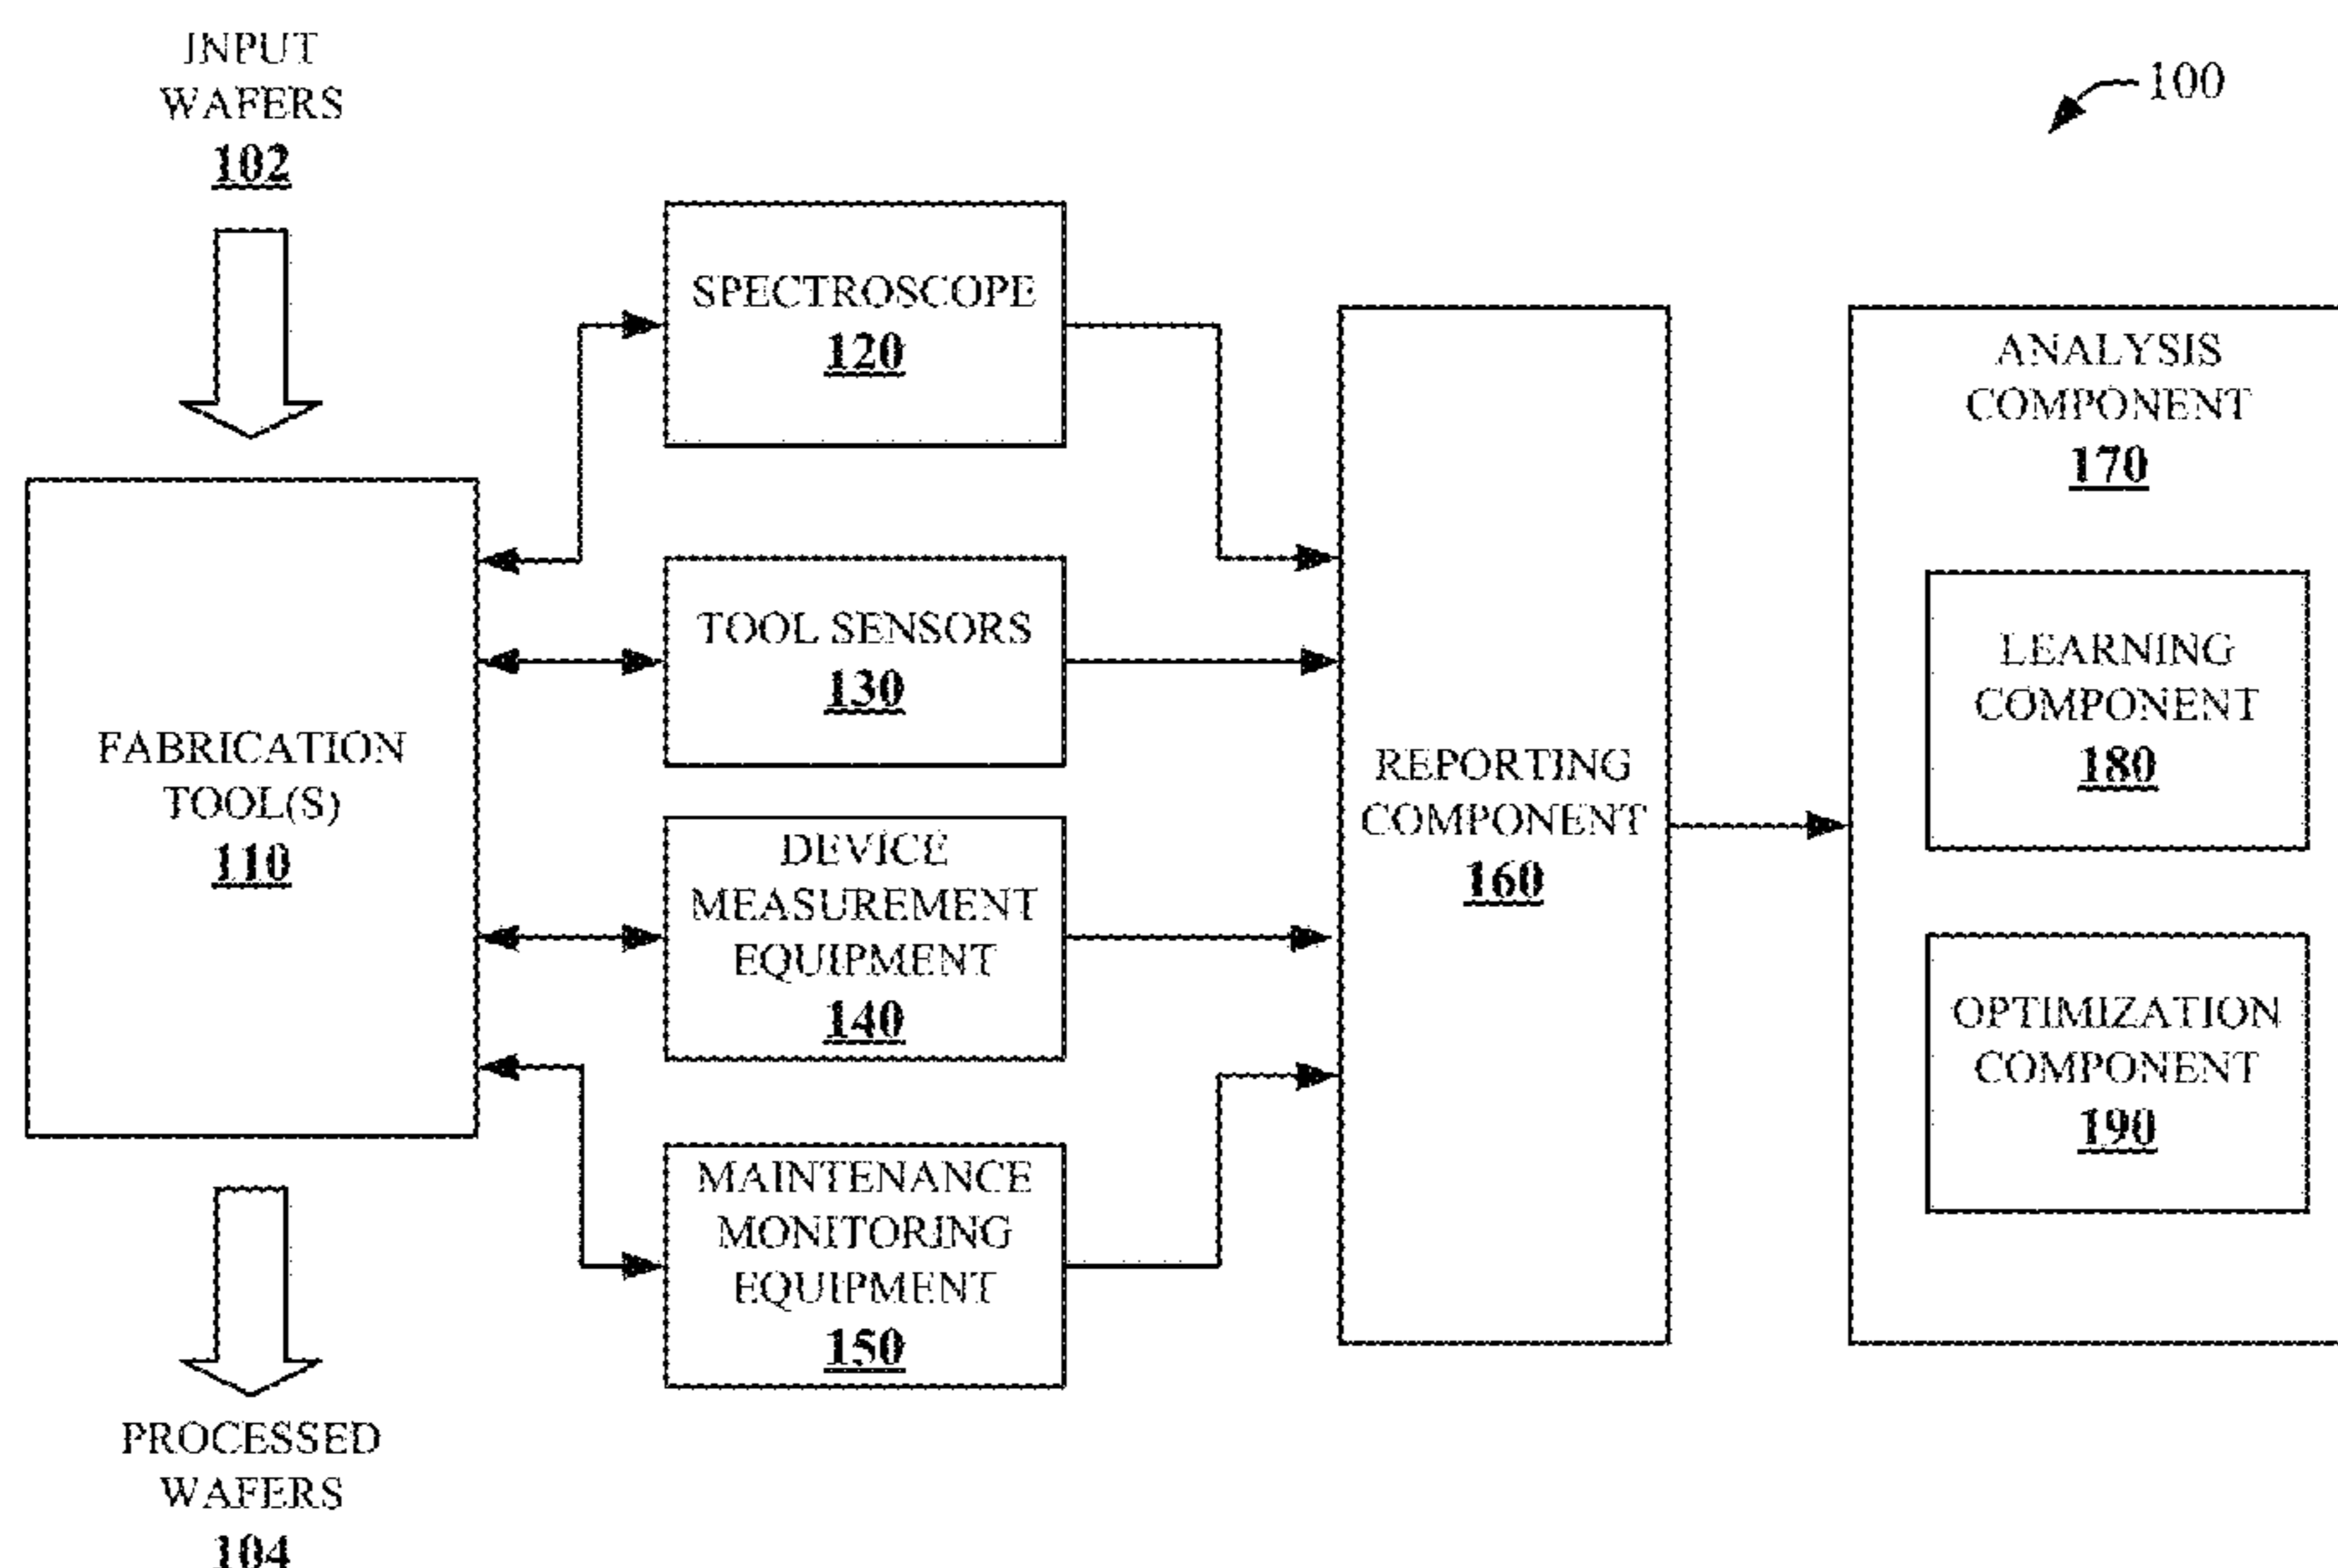 INPUT
WAFERS
102
100
SPECTROSCOPE
120
ANALYSIS
COMPONENT
170
TOOL SENSORS
130
LEARNING
COMPONENT
180
FABRICATION
TOOL(S)
110
REPORTING
COMPONENT
160
DEVICE
MEASUREMENT
EQUIPMENT
140
OPTIMIZATION
COMPONENT
190
MAINTENANCE
MONITORING
EQUIPMENT
150
PROCESSED
WAFERS
104